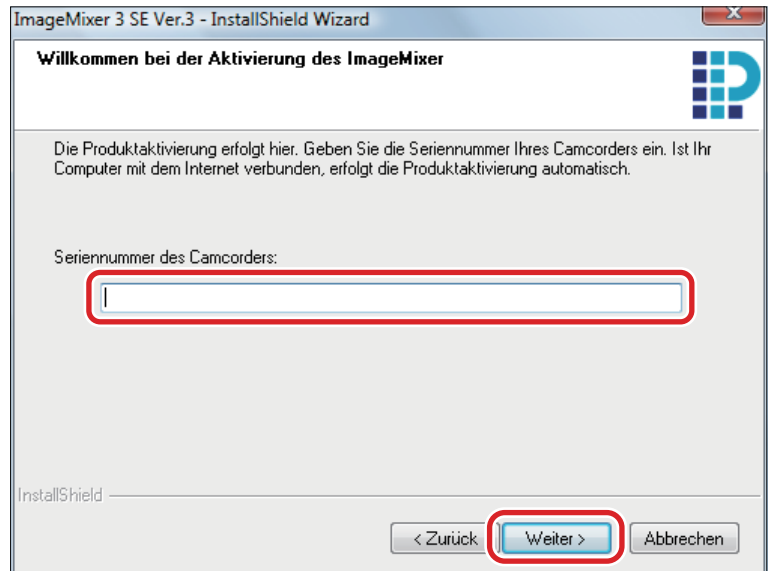 ImageMixer 3 SE Ver.3 - InstallShield Wizard
Willkommen bei der Aktivierung des ImageMixer
Die Produktaktivierung erfolgt hier. Geben Sie die Seriennummer Ihres Camcorders ein. Ist Ihr
Computer mit dem Internet verbunden, erfolgt die Produktaktivierung automatisch.
Seriennummer des Camcorders:
InstallShield
< Zurück Weiter > Abbrechen